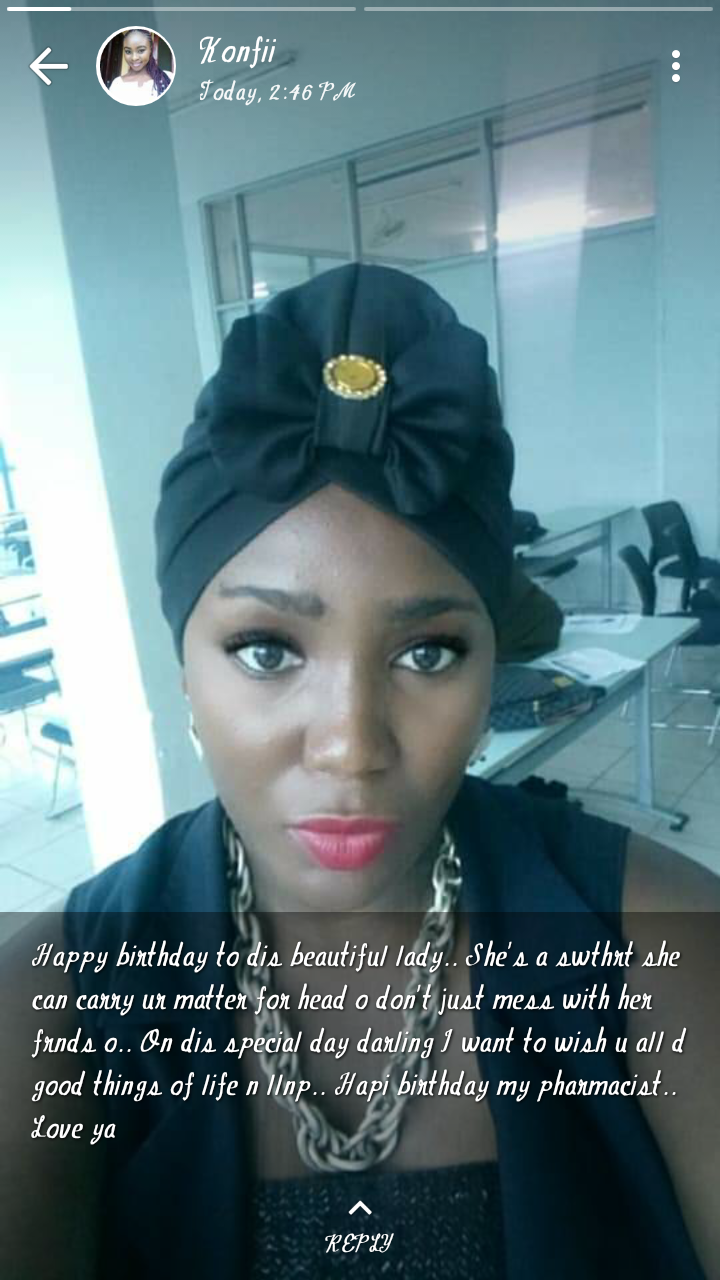 Konfii
Today, 2:46 PM
Happy birthday to dis beautiful lady.. She's a swthrt she
can carry ur matter for head o don't just mess with her
frnds o.. On dis special day darling I want to wish u all d
good things of life n llnp.. Hapi birthday my pharmacist..
Love ya
REPLY